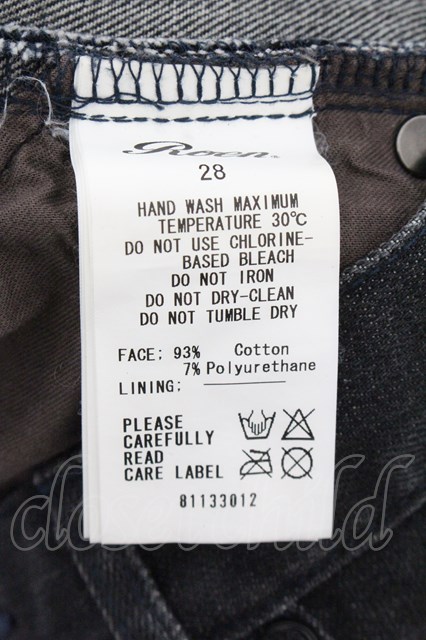 Roen.
28
HAND WASH MAXIMUM
TEMPERATURE 30℃
DO NOT USE CHLORINE-
BASED BLEACH
DO NOT IRON
DO NOT DRY-CLEAN
DO NOT TUMBLE DRY
FACE: 93% Cotton
7% Polyurethane
LINING:
PLEASE
CAREFULLY
READ
CARE LABEL
81133012
closetchild